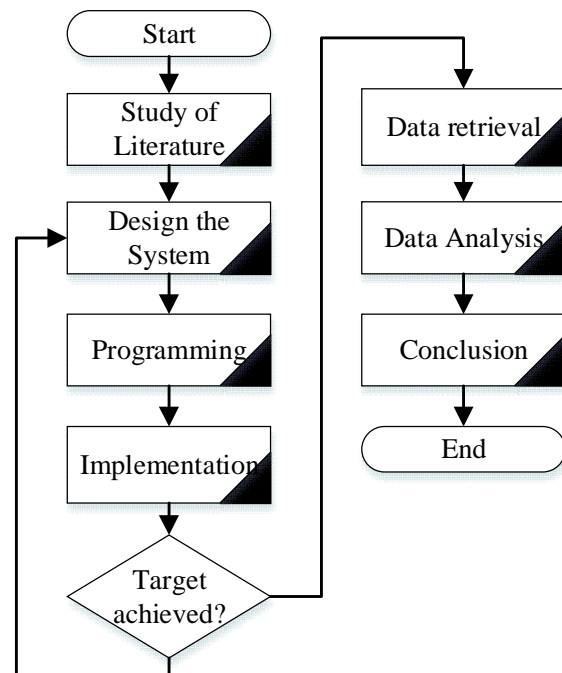 Start
Study of
Literature
Design the
System
Programming
Implementation
Target
achieved?
Data retrieval
Data Analysis
Conclusion
End